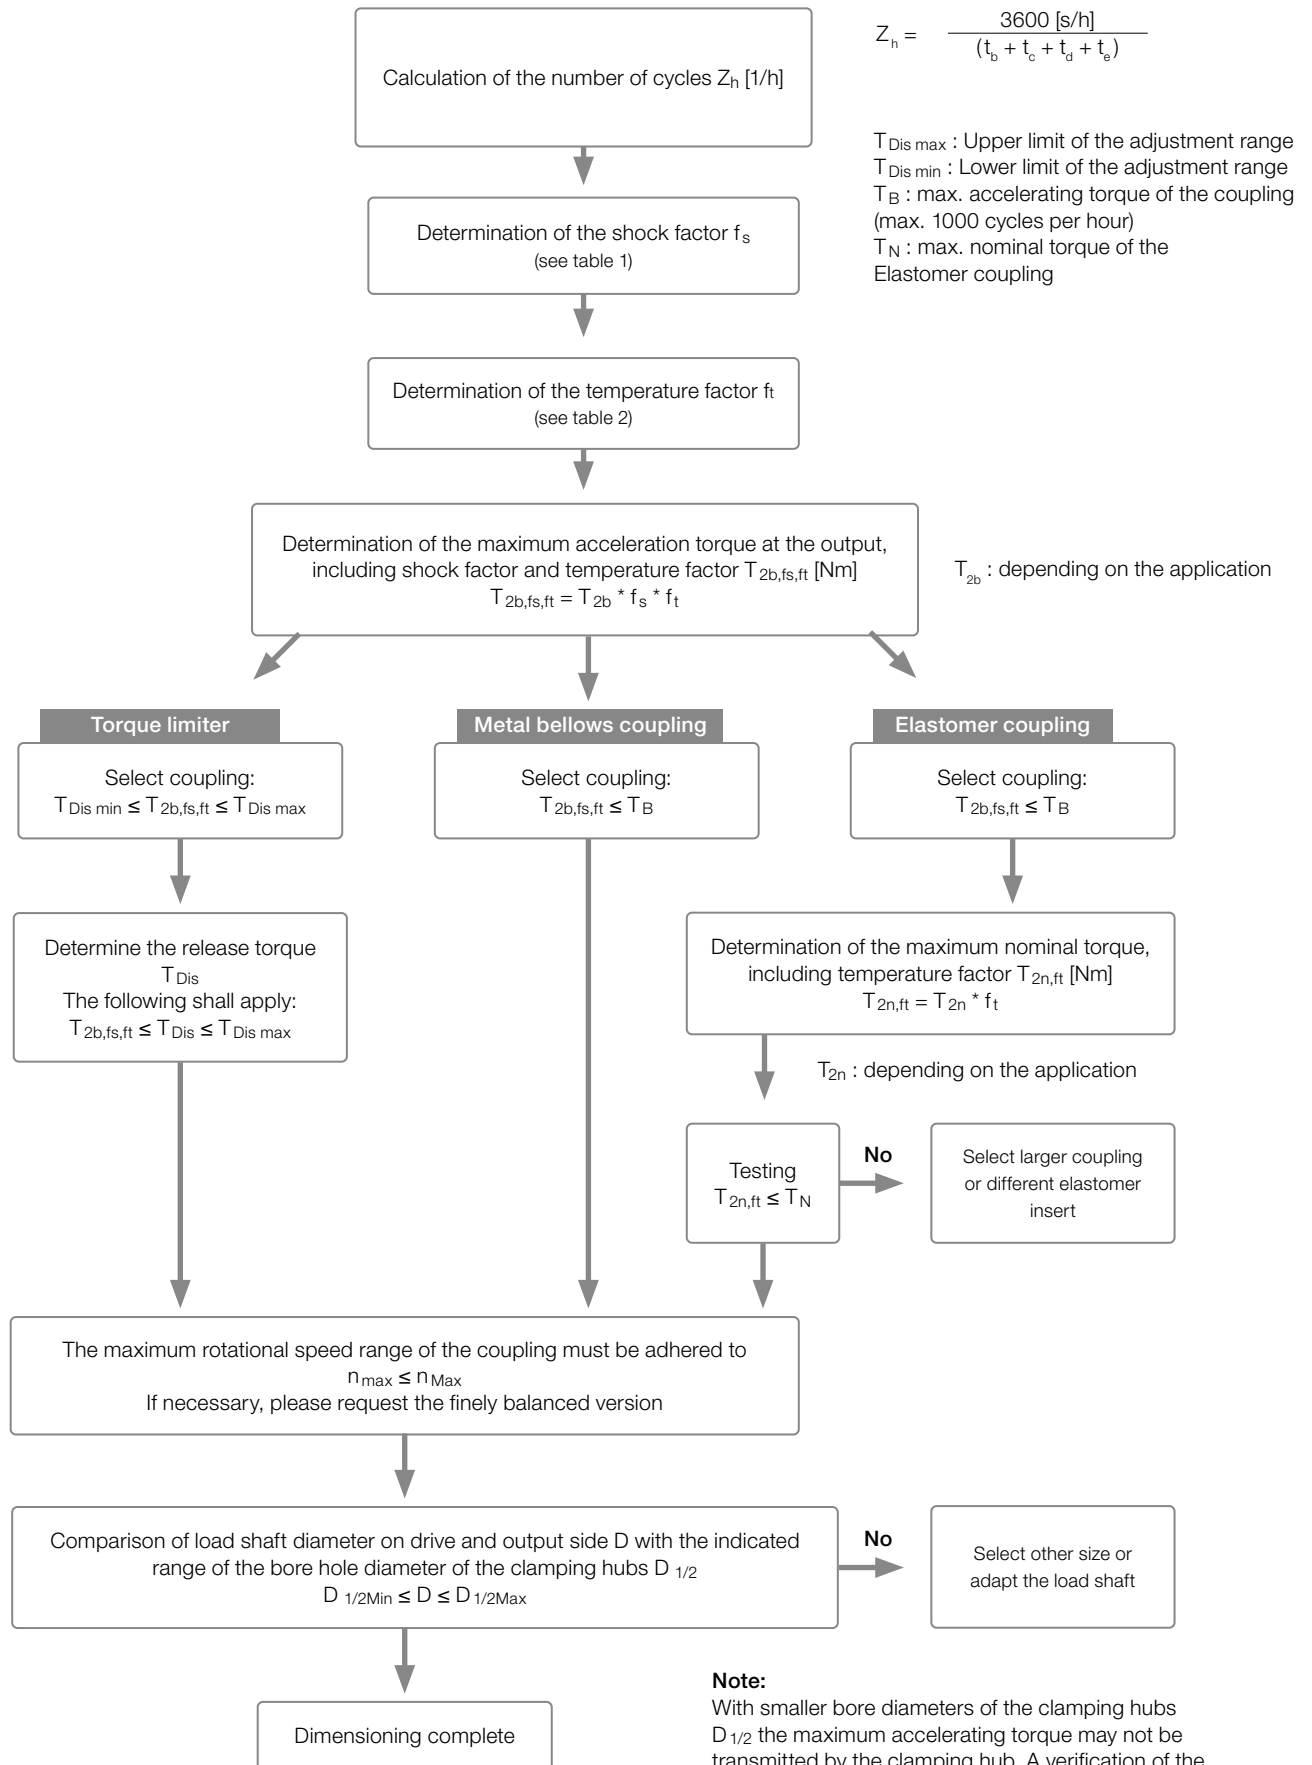 Calculation of the number of cycles Zh [1/h]
Zh = 3600 [s/h] / (tb + tc + td + te)
TDis max : Upper limit of the adjustment range
TDis min : Lower limit of the adjustment range
TB : max. accelerating torque of the coupling
(max. 1000 cycles per hour)
TN : max. nominal torque of the
Elastomer coupling
Determination of the shock factor fs
(see table 1)
Determination of the temperature factor ft
(see table 2)
Determination of the maximum acceleration torque at the output,
including shock factor and temperature factor T2b,fs,ft [Nm]
T2b,fs,ft = T2b * fs * ft
T2b : depending on the application
Torque limiter
Select coupling:
TDis min ≤ T2b,fs,ft ≤ TDis max
Metal bellows coupling
Select coupling:
T2b,fs,ft ≤ TB
Elastomer coupling
Select coupling:
T2b,fs,ft ≤ TB
Determine the release torque
TDis
The following shall apply:
T2b,fs,ft ≤ TDis ≤ TDis max
Determination of the maximum nominal torque,
including temperature factor T2n,ft [Nm]
T2n,ft = T2n * ft
T2n : depending on the application
Testing
T2n,ft ≤ TN
No
Select larger coupling
or different elastomer
insert
The maximum rotational speed range of the coupling must be adhered to
nmax ≤ nMax
If necessary, please request the finely balanced version
Comparison of load shaft diameter on drive and output side D with the indicated
range of the bore hole diameter of the clamping hubs D 1/2
D 1/2Min ≤ D ≤ D 1/2Max
No
Select other size or
adapt the load shaft
Dimensioning complete
Note:
With smaller bore diameters of the clamping hubs
D1/2 the maximum accelerating torque may not be
transmitted by the clamping hub. A verification of the